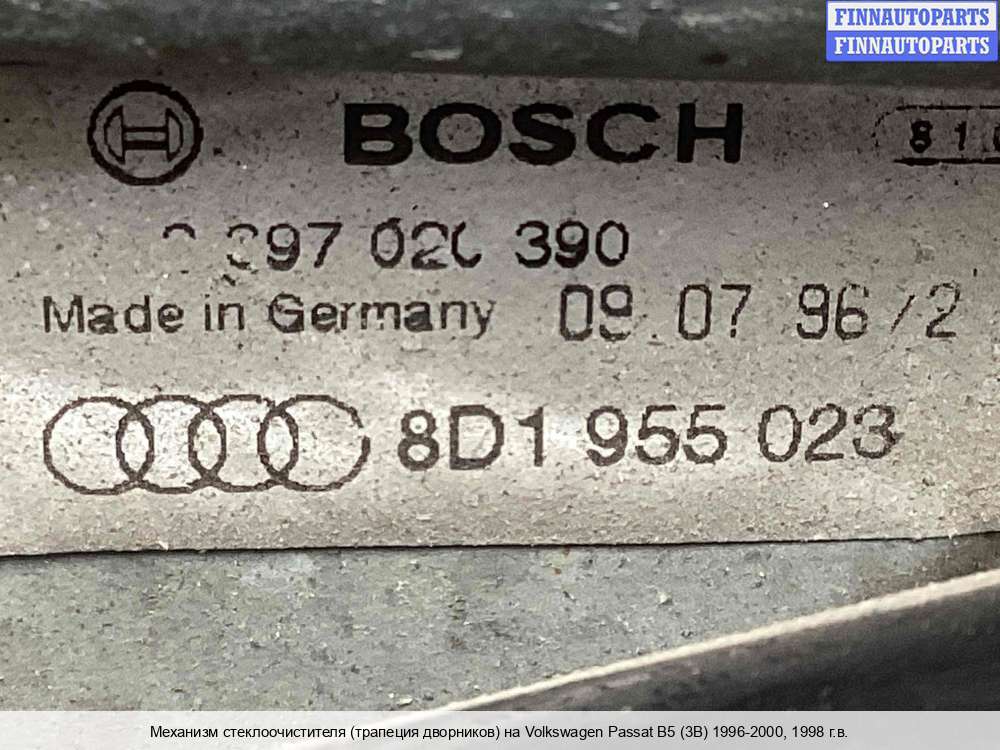 FINNAUTOPARTS
FINNAUTOPARTS
BOSCH
397 020 390
Made in Germany 09.07 96/2
8D1 955 023
Механизм стеклоочистителя (трапеция дворников) на Volkswagen Passat B5 (3B) 1996-2000, 1998 г.в.